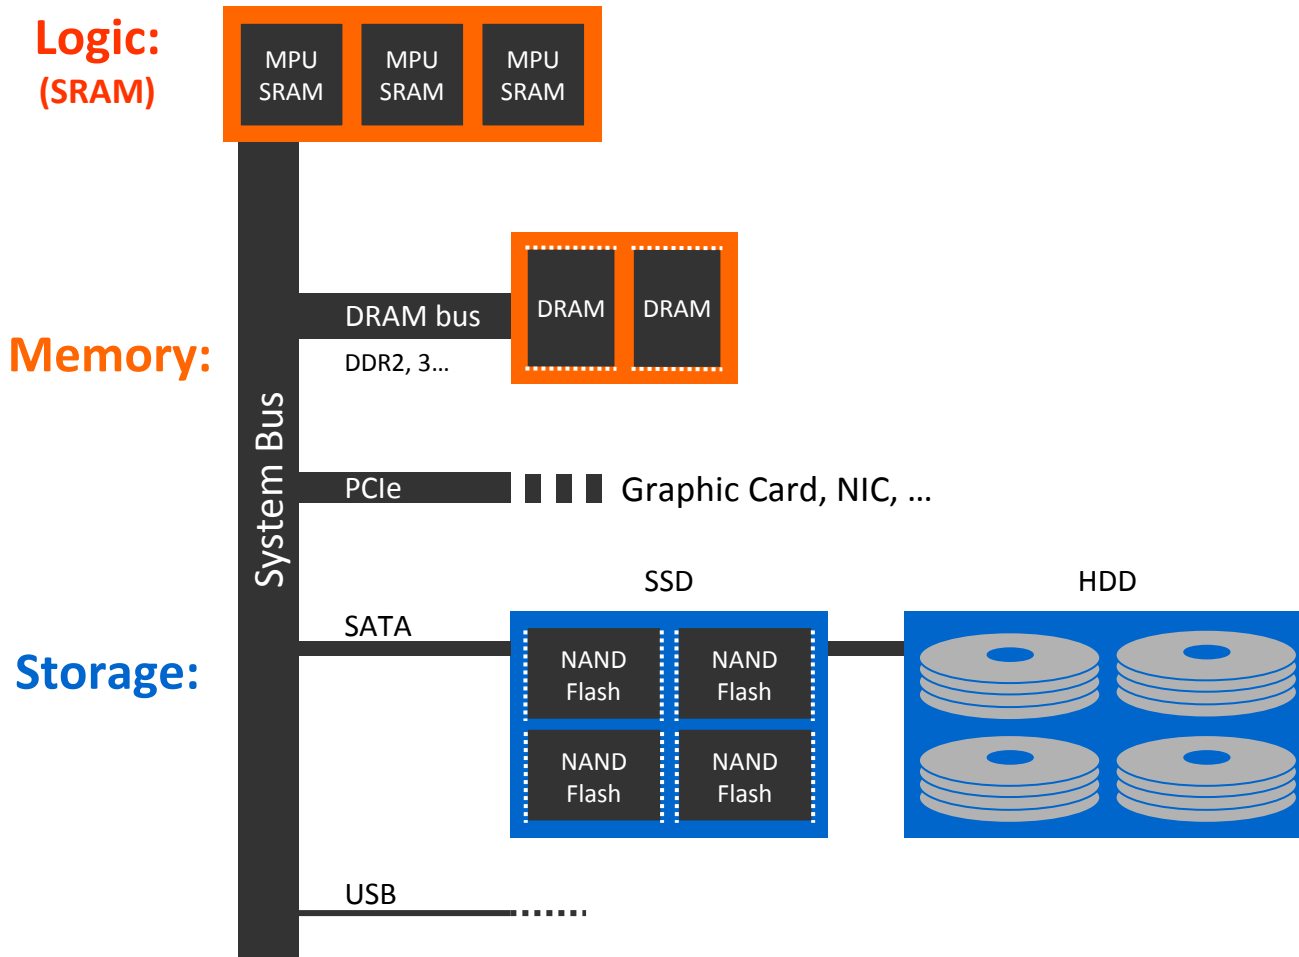 Logic:
(SRAM)
MPU
SRAM
MPU
SRAM
MPU
SRAM
Memory:
DRAM bus
DDR2, 3...
DRAM
DRAM
System Bus
PCIe
Graphic Card, NIC, ...
Storage:
SATA
SSD
NAND
Flash
NAND
Flash
NAND
Flash
NAND
Flash
HDD
USB